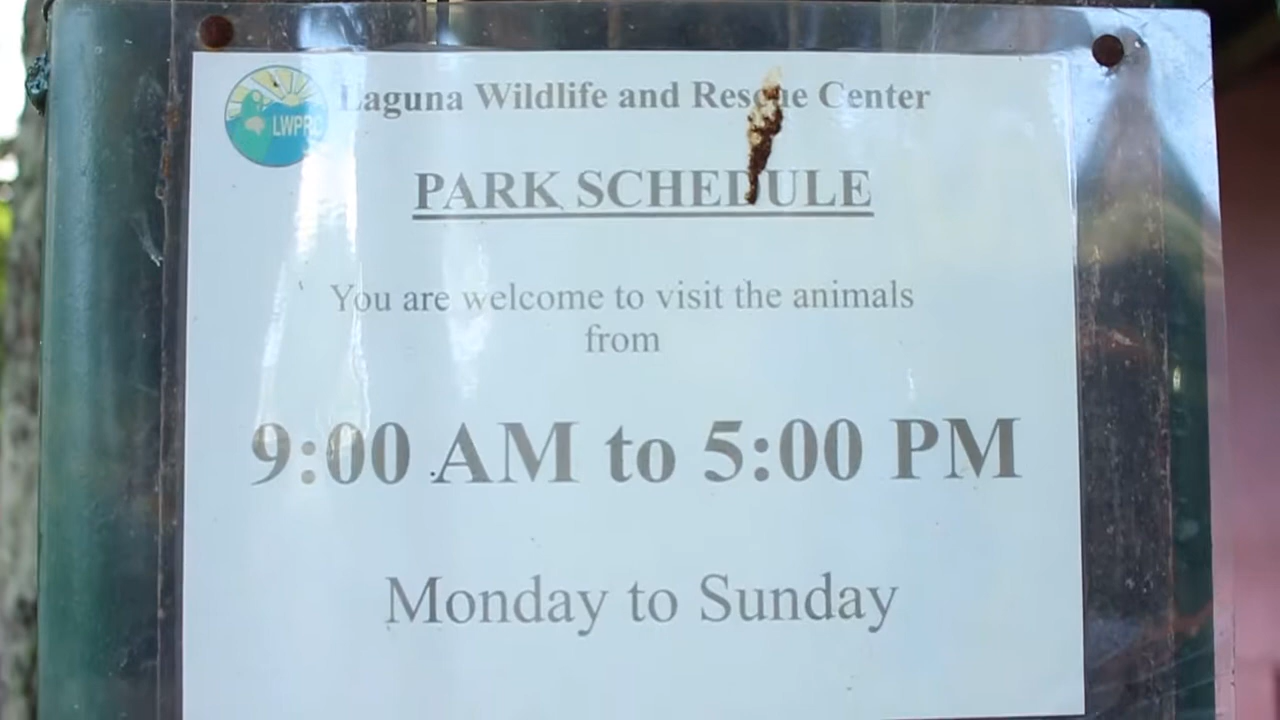 LWPRC
Laguna Wildlife and Rescue Center
PARK SCHEDULE
You are welcome to visit the animals
from
9:00 AM to 5:00 PM
Monday to Sunday